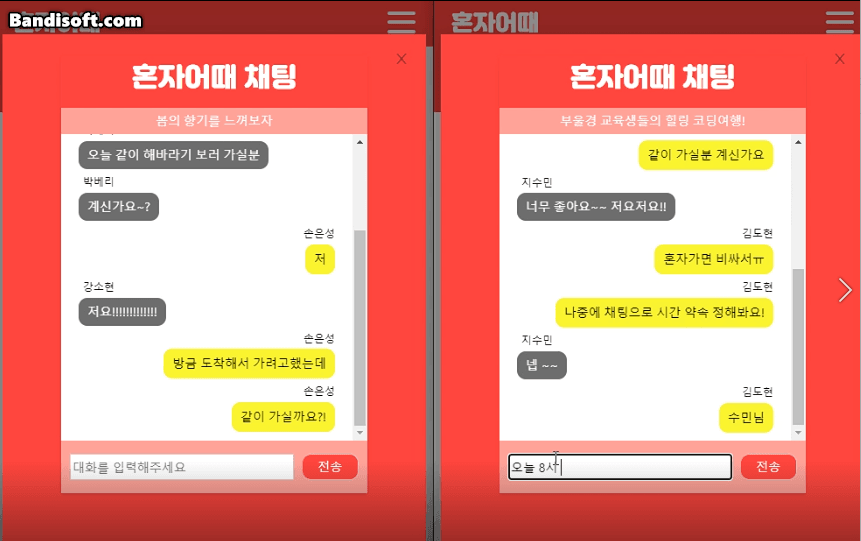 Bandisoft.com
혼자어때
X
혼자어때 채팅
봄의 향기를 느껴보자
오늘 같이 해바라기 보러 가실분
박베리
계신가요~?
손은성
저
강소현
저요!!!!!!!!!!!!!
손은성
방금 도착해서 가려고했는데
손은성
같이 가실까요?!
대화를 입력해주세요
전송
혼자어때
X
혼자어때 채팅
부울경 교육생들의 힐링 코딩여행!
같이 가실분 계신가요
지수민
너무 좋아요~~ 저요저요!!
김도현
혼자가면 비싸서ㅠ
김도현
나중에 채팅으로 시간 약속 정해봐요!
지수민
넵 ~~
김도현
수민님
오늘 8시
전송